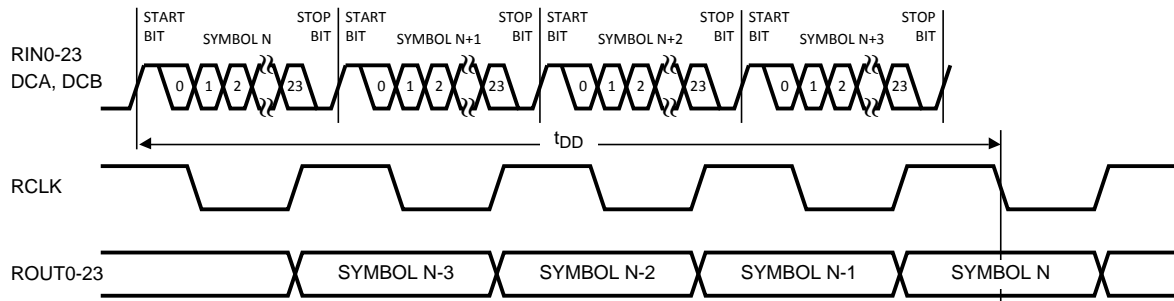 START STOP START STOP START STOP START STOP
BIT SYMBOL N BIT BIT SYMBOL N+1 BIT BIT SYMBOL N+2 BIT BIT SYMBOL N+3 BIT
RIN0-23
DCA, DCB
0 1 2 23 0 1 2 23 0 1 2 23 0 1 2 23
tDD
RCLK
ROUT0-23 SYMBOL N-3 SYMBOL N-2 SYMBOL N-1 SYMBOL N